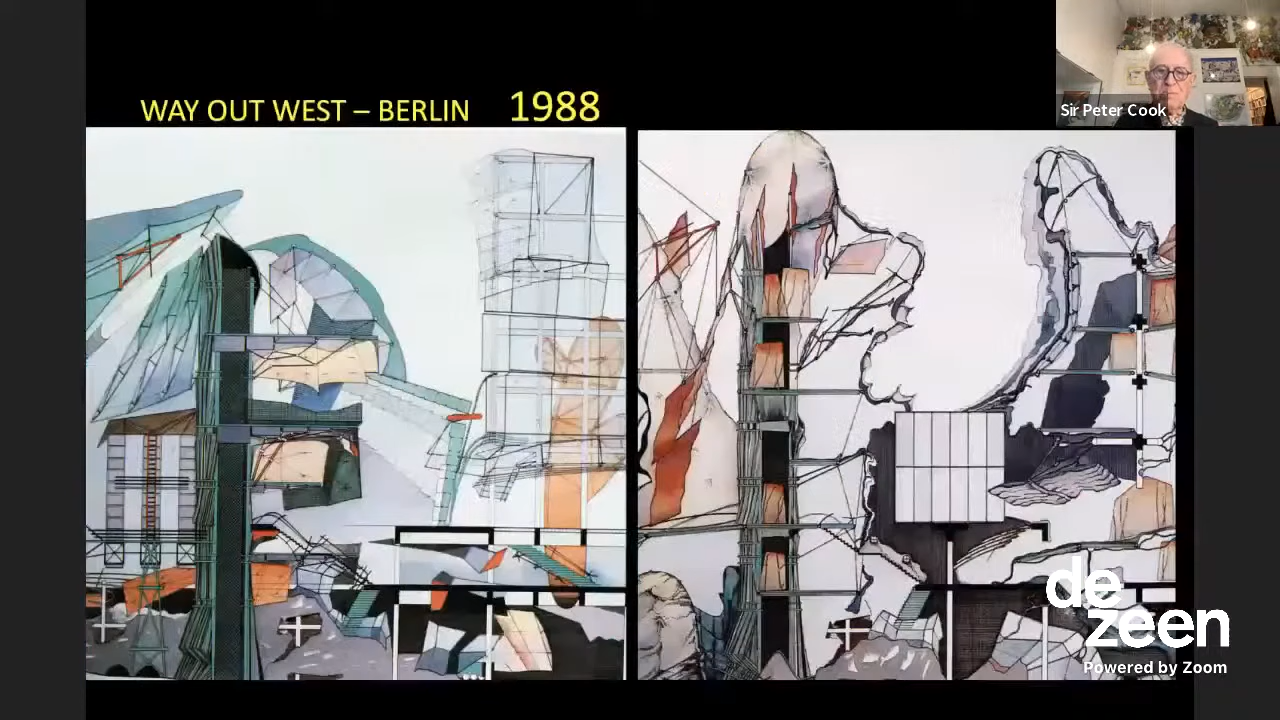 WAY OUT WEST – BERLIN 1988
Sir Peter Cook
de
zeen
Powered by Zoom